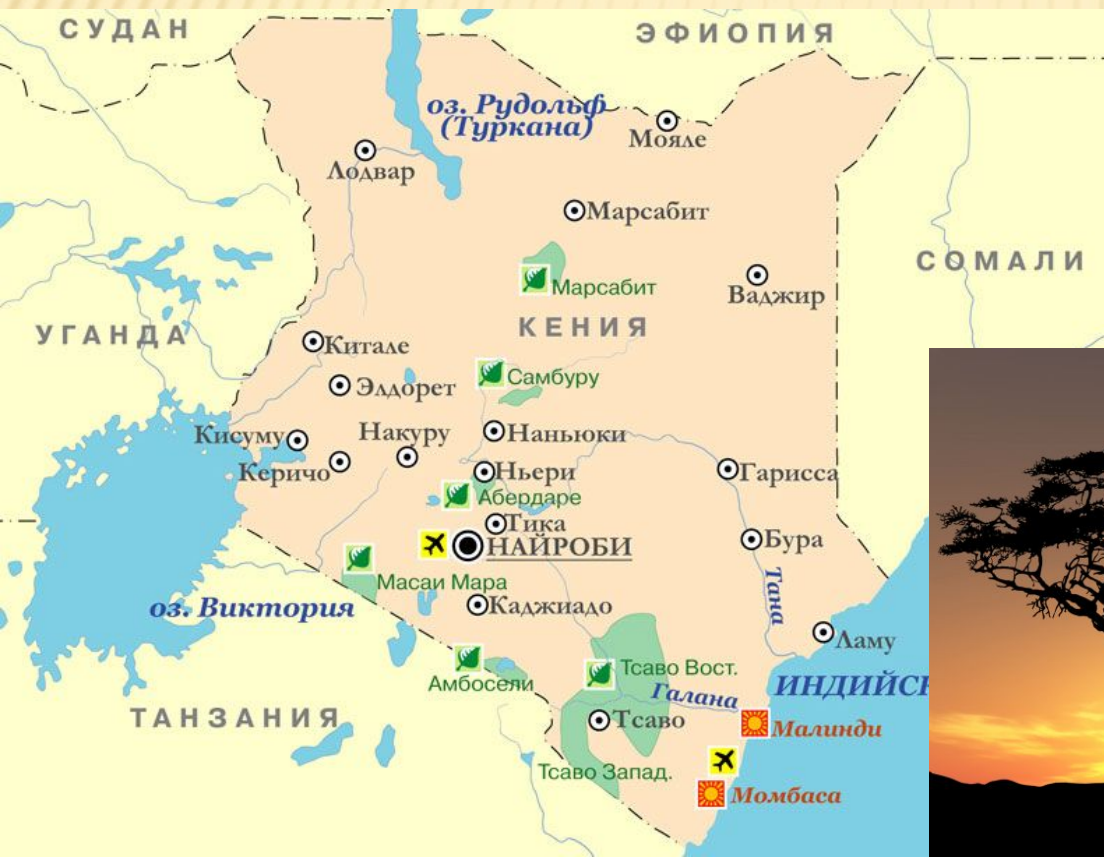 СУДАН
ЭФИОПИЯ
оз. Рудольф
(Туркана)
Мояле
Лодвар
Марсабит
СОМАЛИ
Марсабит
Ваджир
КЕНИЯ
УГАНДА
Китале
Самбуру
Элдорет
Кисуму
Накуру
Наньюки
Керичо
Ньери
Гарисса
Абердаре
Тика
НАЙРОБИ
Бура
Масаи Мара
Тана
оз. Виктория
Каджиадо
Ламу
Амбосели
Тсаво Вост.
Галана
ТАНЗАНИЯ
Тсаво
Малинди
Тсаво Запад.
Момбаса